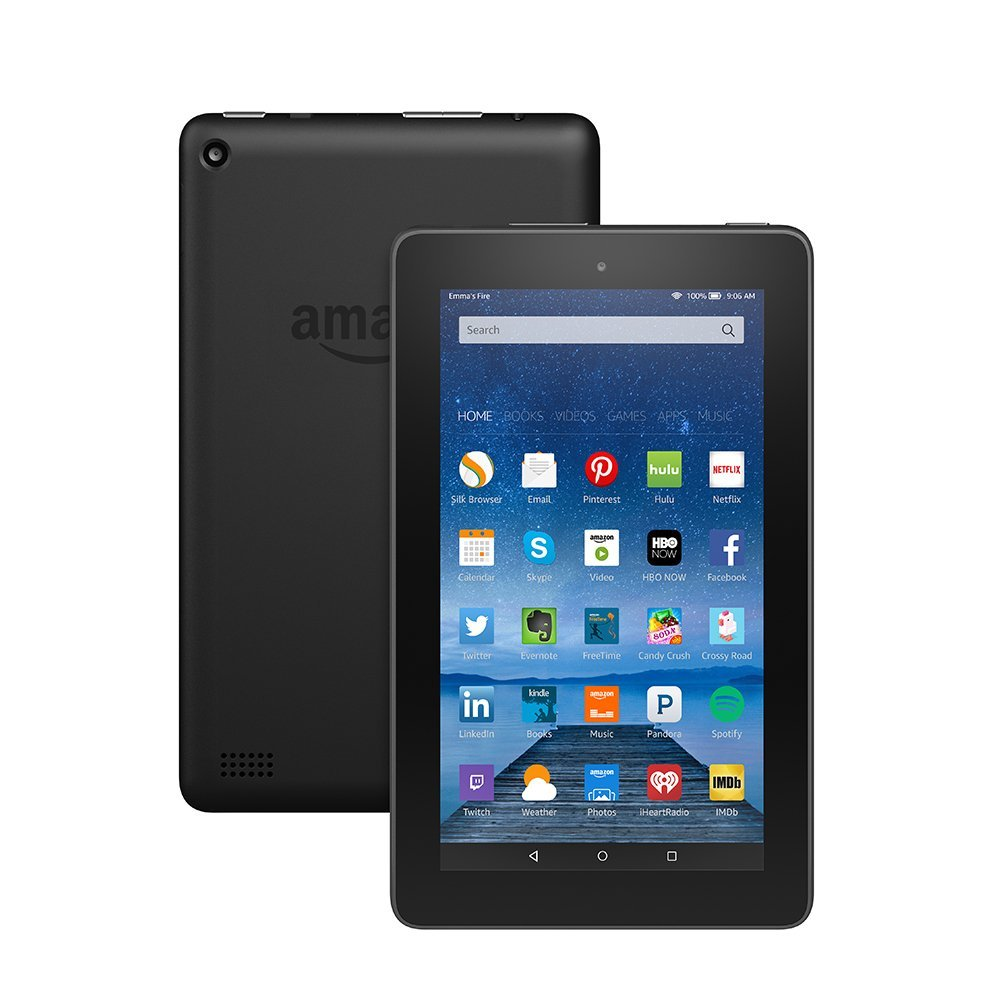 ama
Emma's Fire 100% 9:06 AM
Search
HOME BOOKS VIDEOS GAMES APPS MUSIC
hulu NETFLIX
Silk Browser Email Pinterest Hulu Netflix
amazon HBO NOW
Calendar Skype Video HBO NOW Facebook
SODA
Twitter Evernote FreeTime Candy Crush Crossy Road
in kindle amazon P
LinkedIn Books Music Pandora Spotify
amazon IMDb
Twitch Weather Photos iHeartRadio IMDb